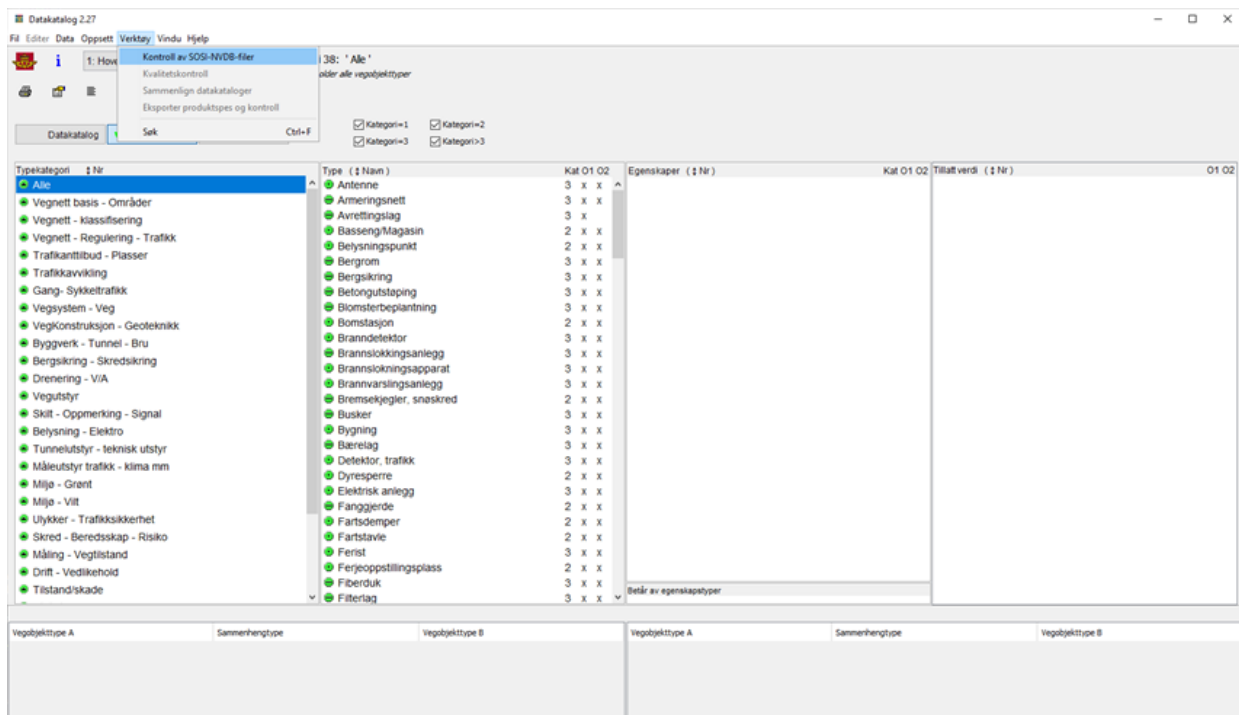 Datakatalog 2.27
Fil Editer Data Oppsett Verktøy Vindu Hjelp
1: Hove
38: ' Alle '
older alle vegobjekttyper
Kontroll av SOSI-NVDB-filer
Kvalitetskontroll
Sammenlign datakataloger
Eksporter produktspes og kontroll
Søk Ctrl+F
Datakatalog
Kategori=1 Kategori=2
Kategori=3 Kategori>3
Typekategori ↕ Nr
Alle
Vegnett basis - Områder
Vegnett - klassifisering
Vegnett - Regulering - Trafikk
Trafikanttilbud - Plasser
Trafikkavvikling
Gang- Sykkeltrafikk
Vegsystem - Veg
VegKonstruksjon - Geoteknikk
Byggverk - Tunnel - Bru
Bergsikring - Skredsikring
Drenering - V/A
Vegutstyr
Skilt - Oppmerking - Signal
Belysning - Elektro
Tunnelutstyr - teknisk utstyr
Måleutstyr trafikk - klima mm
Miljø - Grønt
Miljø - Vilt
Ulykker - Trafikksikkerhet
Skred - Beredsskap - Risiko
Måling - Vegtilstand
Drift - Vedlikehold
Tilstand/skade
Type ( ↕ Navn ) Kat O1 O2
Antenne 3 x x
Armeringsnett 3 x x
Avrettingslag 3 x
Basseng/Magasin 2 x x
Belysningspunkt 2 x x
Bergrom 3 x x
Bergsikring 3 x x
Betongutstøping 3 x x
Blomsterbeplantning 3 x x
Bomstasjon 2 x x
Branndetektor 3 x x
Brannslokkingsanlegg 3 x x
Brannslokningsapparat 3 x x
Brannvarslingsanlegg 3 x x
Bremsekjegler, snøskred 2 x x
Busker 3 x x
Bygning 3 x x
Bærelag 3 x x
Detektor, trafikk 3 x x
Dyresperre 2 x x
Elektrisk anlegg 3 x x
Fanggjerde 2 x x
Fartsdemper 2 x x
Fartstavle 2 x x
Ferist 3 x x
Ferjeoppstillingsplass 2 x x
Fiberduk 3 x x
Filterlag 3 x x
Egenskaper ( ↕ Nr ) Kat O1 O2
Betår av egenskapstyper
Tillatt verdi ( ↕ Nr ) O1 O2
Vegobjekttype A Sammenhengtype Vegobjekttype B
Vegobjekttype A Sammenhengtype Vegobjekttype B